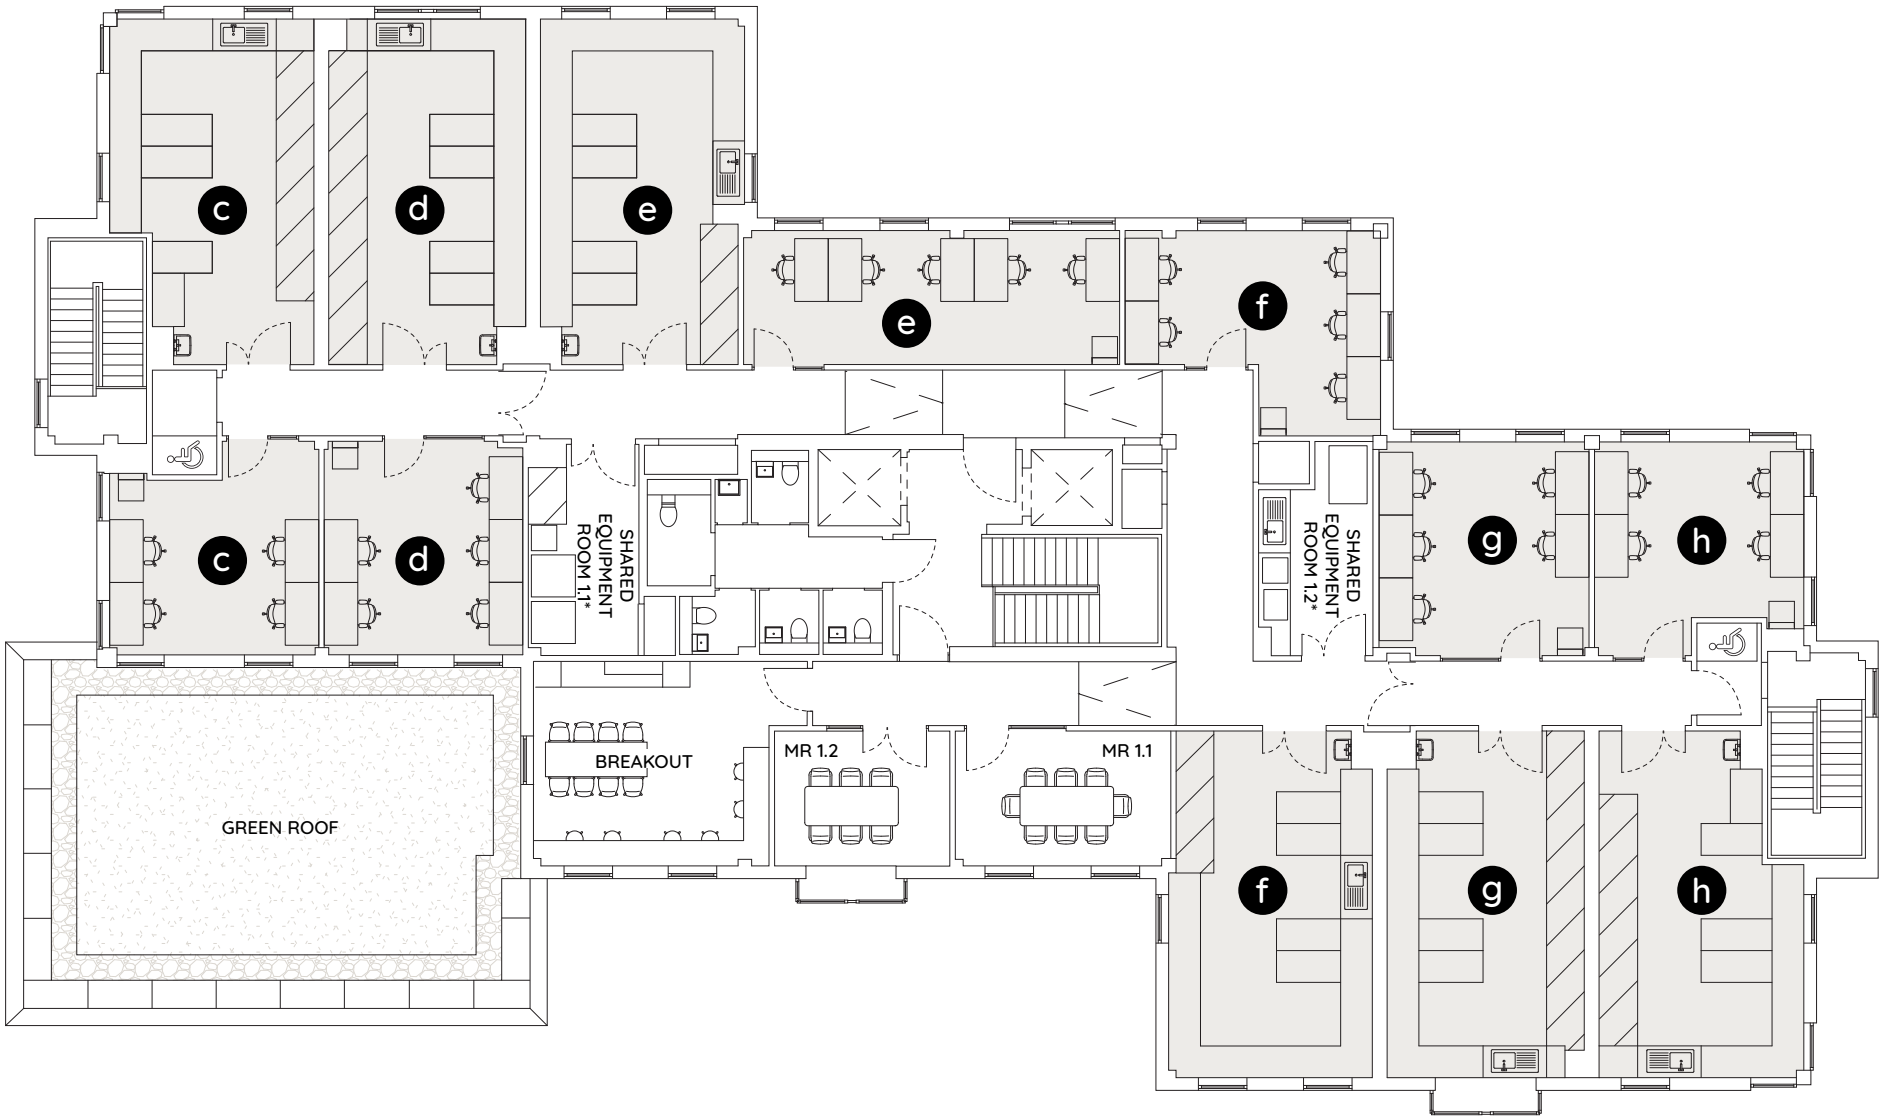 c
d
e
e
f
c
d
SHARED
EQUIPMENT
ROOM 1.1*
SHARED
EQUIPMENT
ROOM 1.2*
g
h
GREEN ROOF
BREAKOUT
MR 1.2
MR 1.1
f
g
h